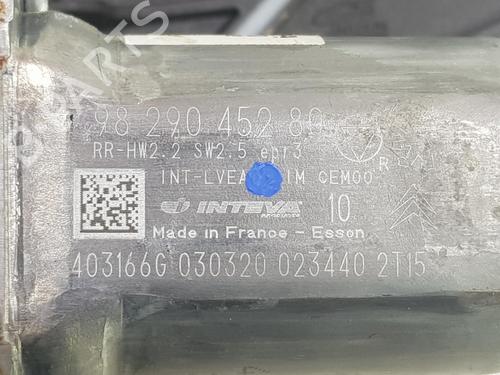 98 290 452 80
RR-HW2.2 SW2.5 epr3
INT-LVEA IM CEM00
R
INTEVA 10
Made in France - Esson
403166G 030320 023440 2T15